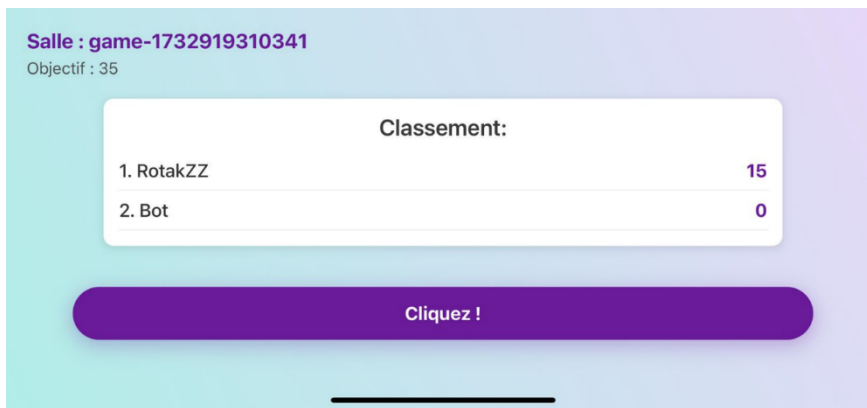 Salle : game-1732919310341
Objectif : 35
Classement:
1. RotakZZ 15
2. Bot 0
Cliquez !